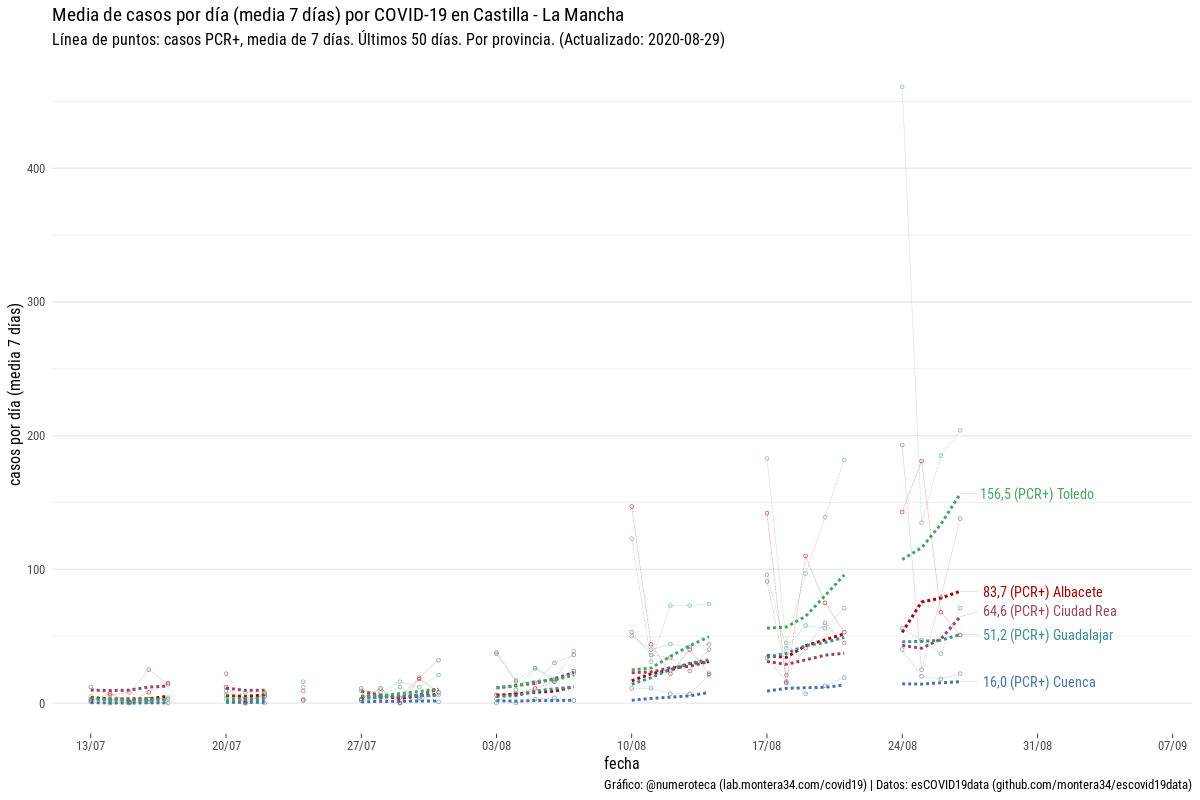 Media de casos por día (media 7 días) por COVID-19 en Castilla - La Mancha
Línea de puntos: casos PCR+, media de 7 días. Últimos 50 días. Por provincia. (Actualizado: 2020-08-29)
casos por día (media 7 días)
400
300
200
100
0
156,5 (PCR+) Toledo
83,7 (PCR+) Albacete
64,6 (PCR+) Ciudad Rea
51,2 (PCR+) Guadalajar
16,0 (PCR+) Cuenca
13/07 20/07 27/07 03/08 10/08 17/08 24/08 31/08 07/09
fecha
Gráfico: @numeroteca (lab.montera34.com/covid19) | Datos: esCOVID19data (github.com/montera34/escovid19data)